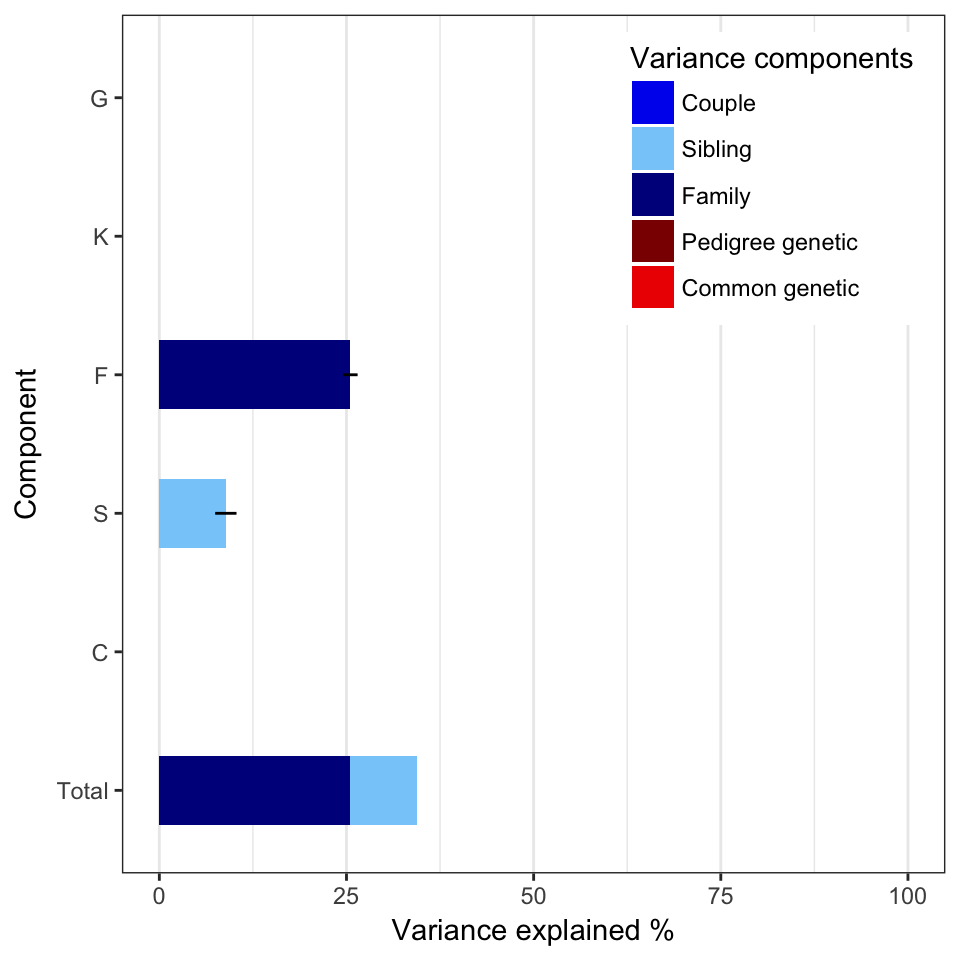 Variance components
Couple
Sibling
Family
Pedigree genetic
Common genetic
G
K
F
S
C
Total
Component
0 25 50 75 100
Variance explained %